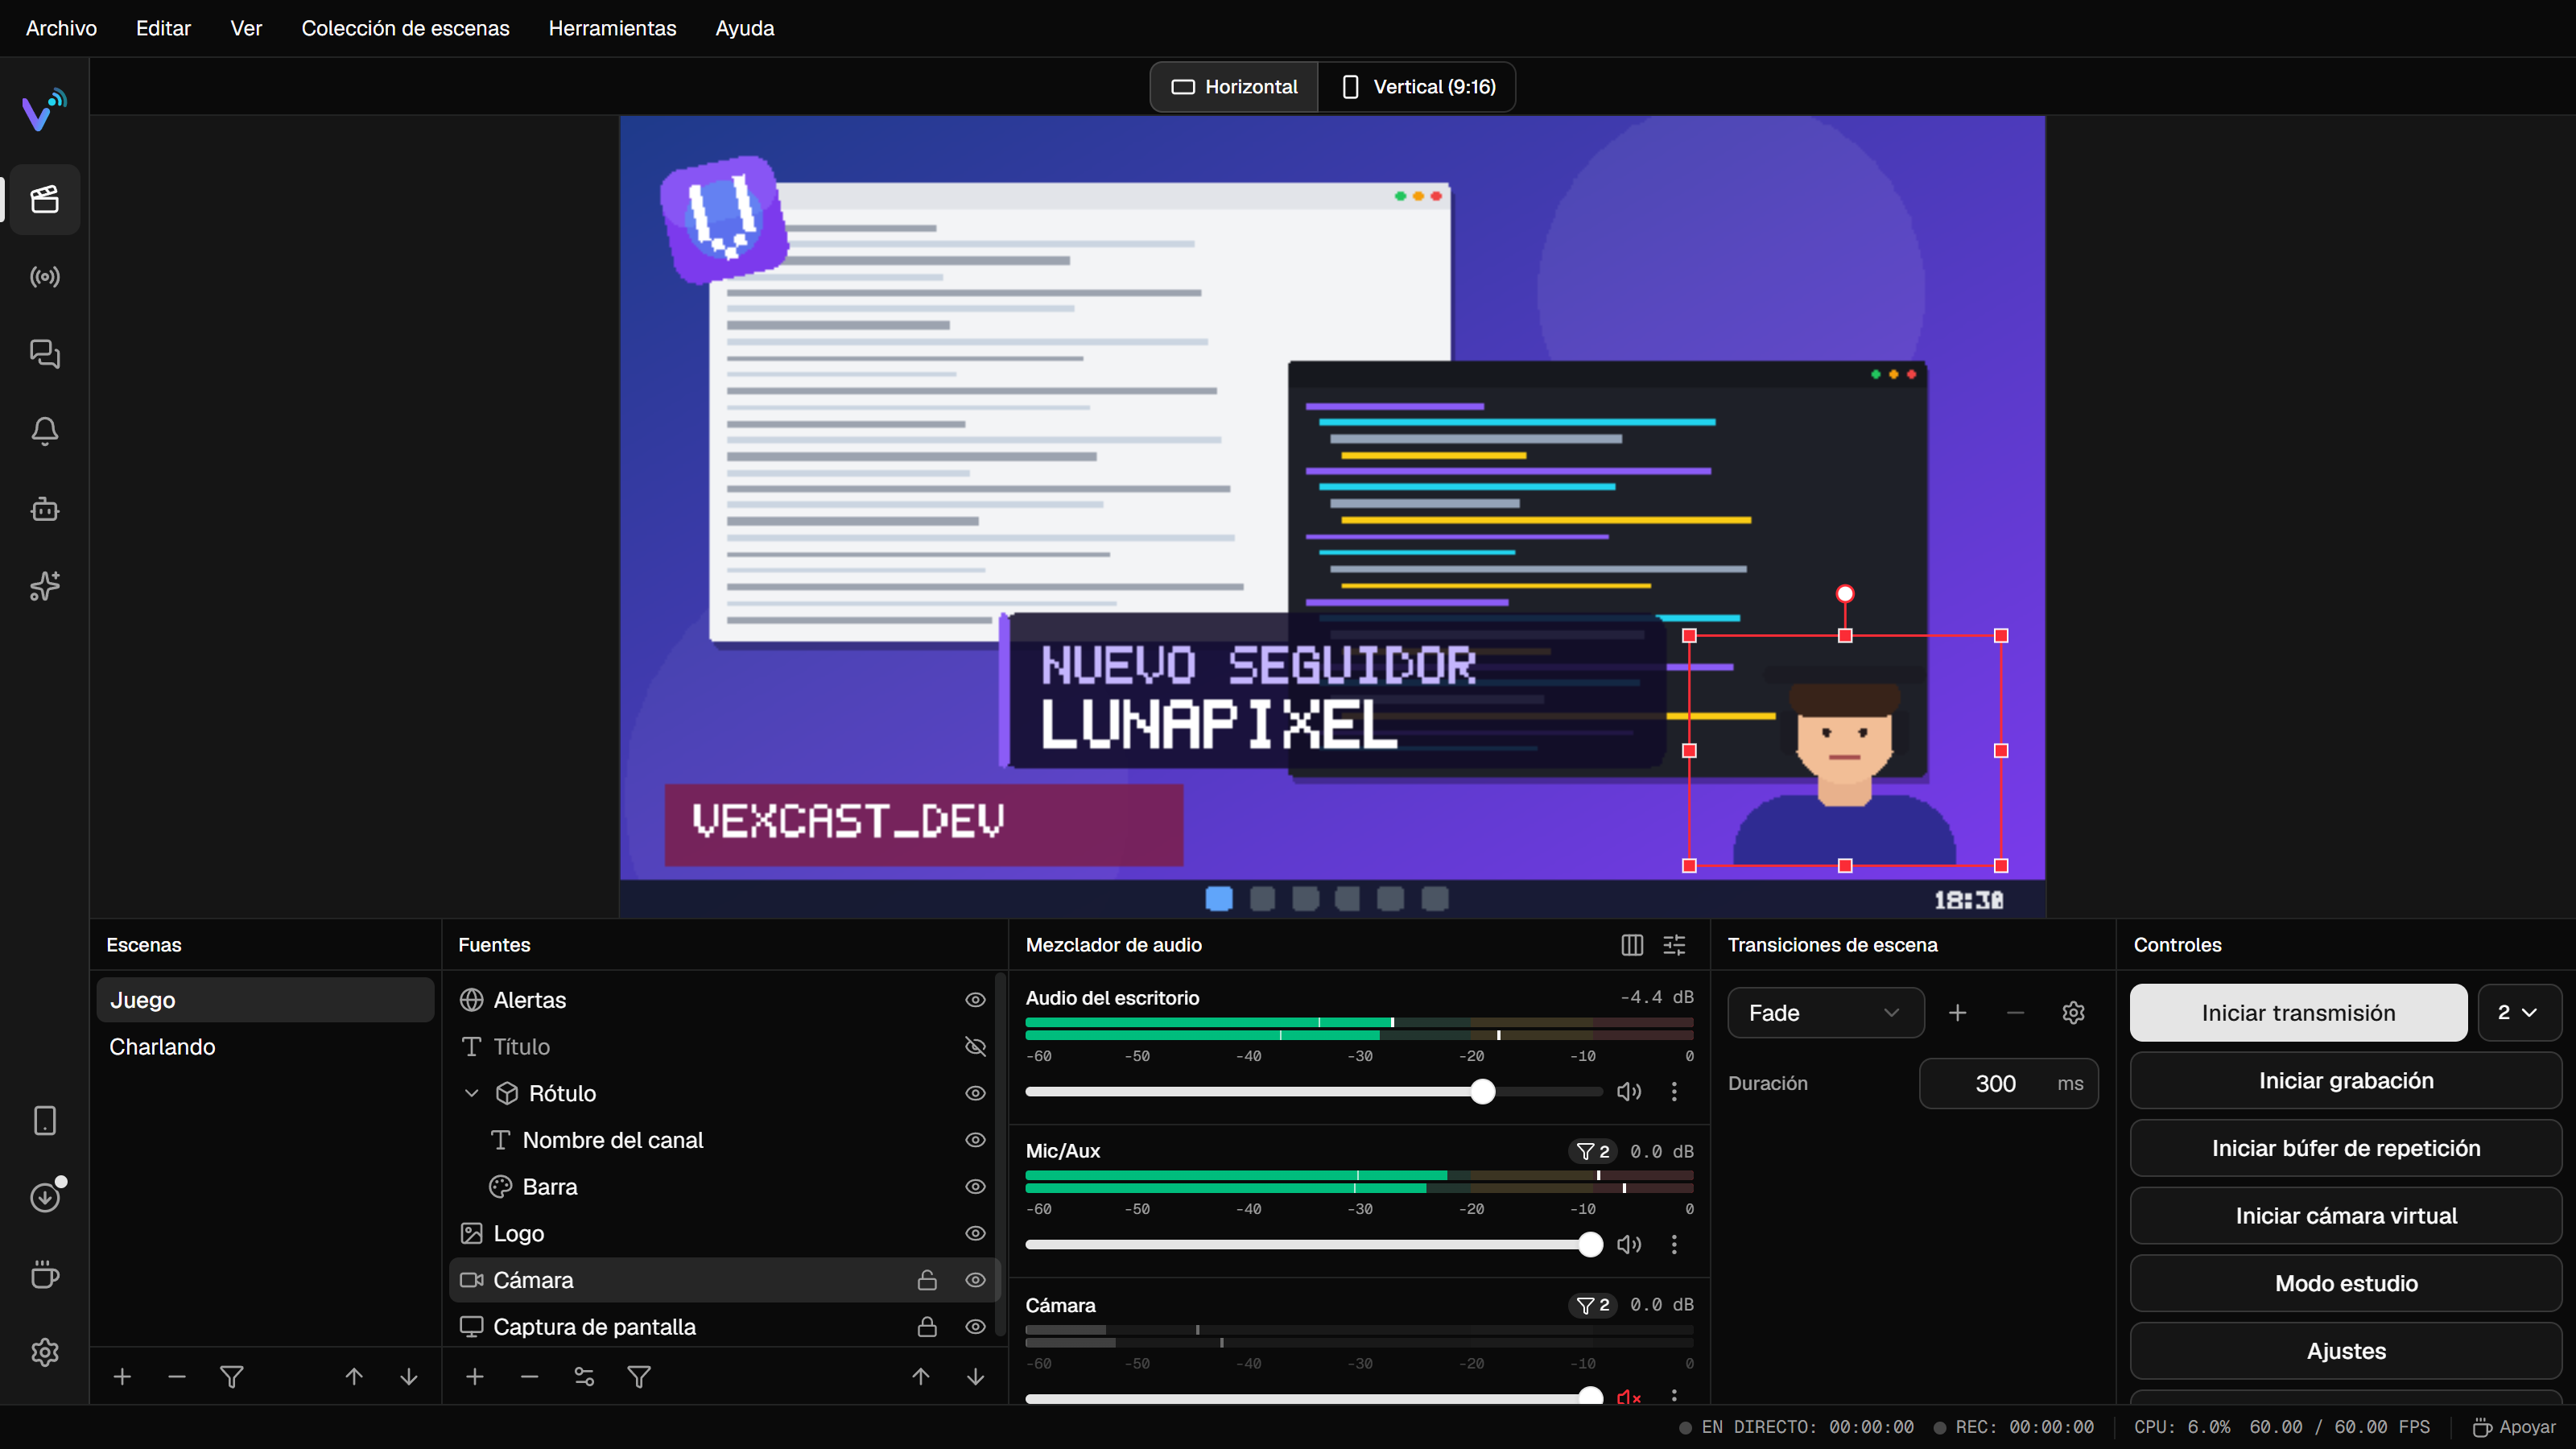 Archivo Editar Ver Colección de escenas Herramientas Ayuda
Horizontal Vertical (9:16)
NUEVO SEGUIDOR
LUNAPIXEL
VEXCAST_DEV
18:30
Escenas
Juego
Charlando
Fuentes
Alertas
Título
Rótulo
Nombre del canal
Barra
Logo
Cámara
Captura de pantalla
Mezclador de audio
Audio del escritorio -4.4 dB
-60 -50 -40 -30 -20 -10 0
Mic/Aux 2 0.0 dB
-60 -50 -40 -30 -20 -10 0
Cámara 2 0.0 dB
-60 -50 -40 -30 -20 -10 0
Transiciones de escena
Fade
Duración 300 ms
Controles
Iniciar transmisión 2
Iniciar grabación
Iniciar búfer de repetición
Iniciar cámara virtual
Modo estudio
Ajustes
EN DIRECTO: 00:00:00 REC: 00:00:00 CPU: 6.0% 60.00 / 60.00 FPS Apoyar